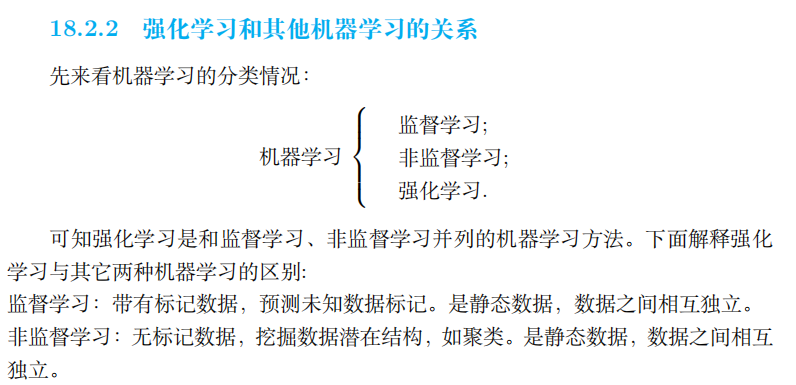 18.2.2 强化学习和其他机器学习的关系
先来看机器学习的分类情况：
监督学习;
机器学习
非监督学习;
强化学习.
可知强化学习是和监督学习、非监督学习并列的机器学习方法。下面解释强化
学习与其它两种机器学习的区别:
监督学习：带有标记数据，预测未知数据标记。是静态数据，数据之间相互独立。
非监督学习：无标记数据，挖掘数据潜在结构，如聚类。是静态数据，数据之间相互
独立。